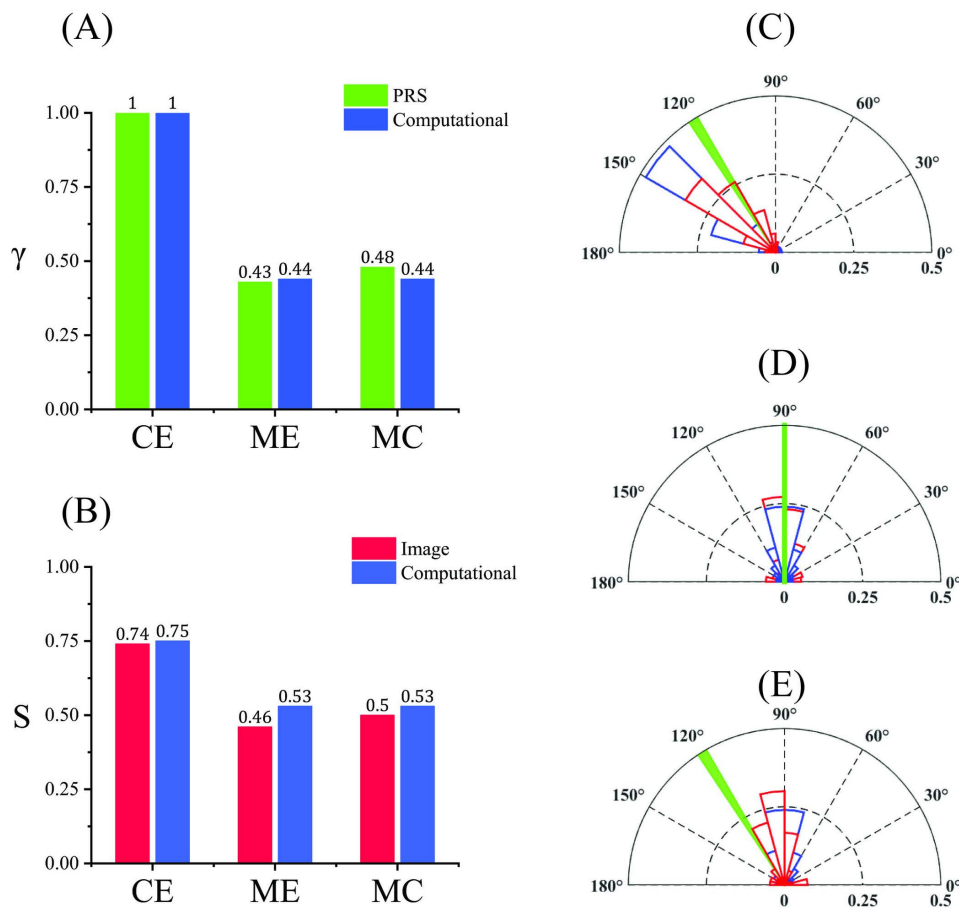 (A)
PRS
Computational
1.00
0.75
0.50
0.25
0.00
γ
1 1
0.43 0.44
0.48 0.44
CE ME MC
(B)
Image
Computational
1.00
0.75
0.50
0.25
0.00
S
0.74 0.75
0.46 0.53
0.5 0.53
CE ME MC
(C)
90°
120° 60°
150° 30°
180° 0°
0 0.25 0.5
(D)
90°
120° 60°
150° 30°
180° 0°
0 0.25 0.5
(E)
90°
120° 60°
150° 30°
180° 0°
0 0.25 0.5